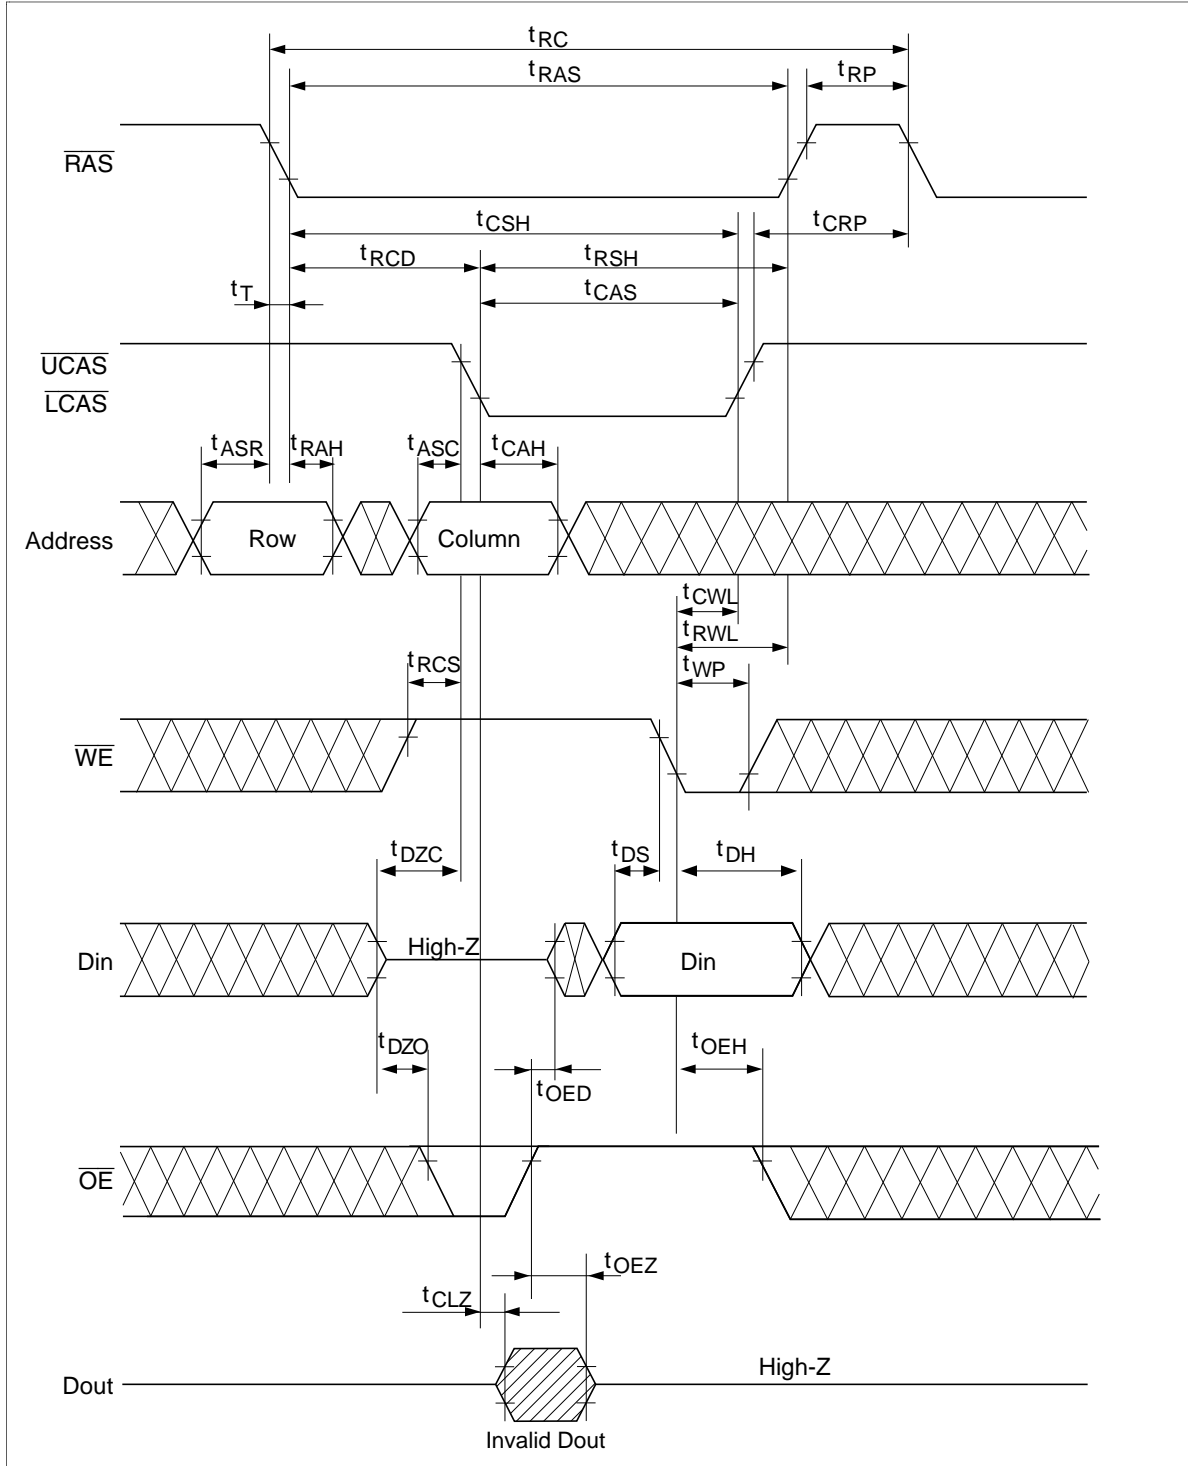 tRC
tRAS
tRP
RAS
tCSH
tCRP
tRCD
tRSH
tT
tCAS
UCAS
LCAS
tASR
tRAH
tASC
tCAH
Address
Row
Column
tCWL
tRWL
tRCS
tWP
WE
tDZC
tDS
tDH
Din
High-Z
Din
tDZO
tOED
tOEH
OE
tOEZ
tCLZ
Dout
High-Z
Invalid Dout